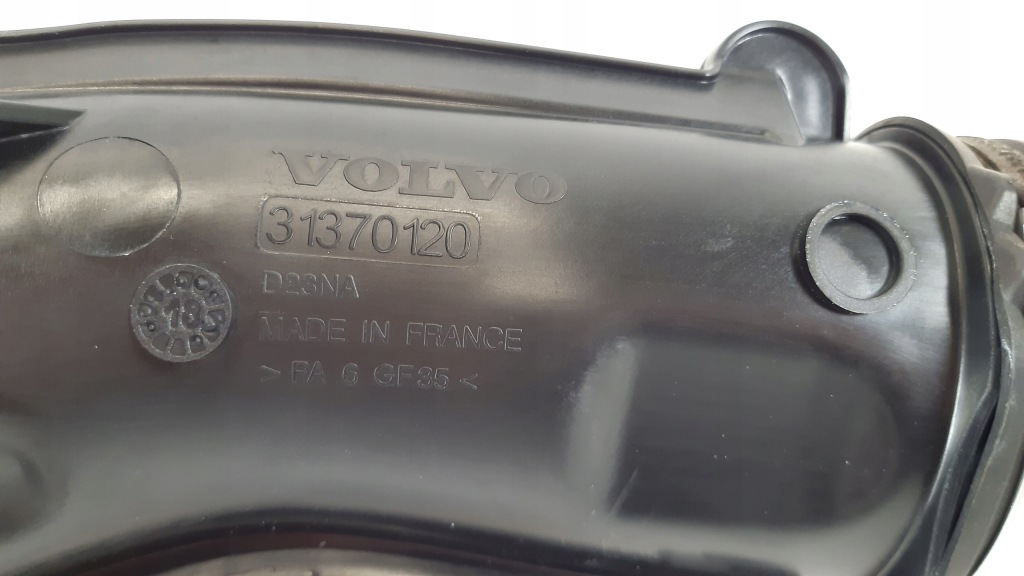 VOLVO
31370120
D23NA
MADE IN FRANCE
> PA 6 GF35 <